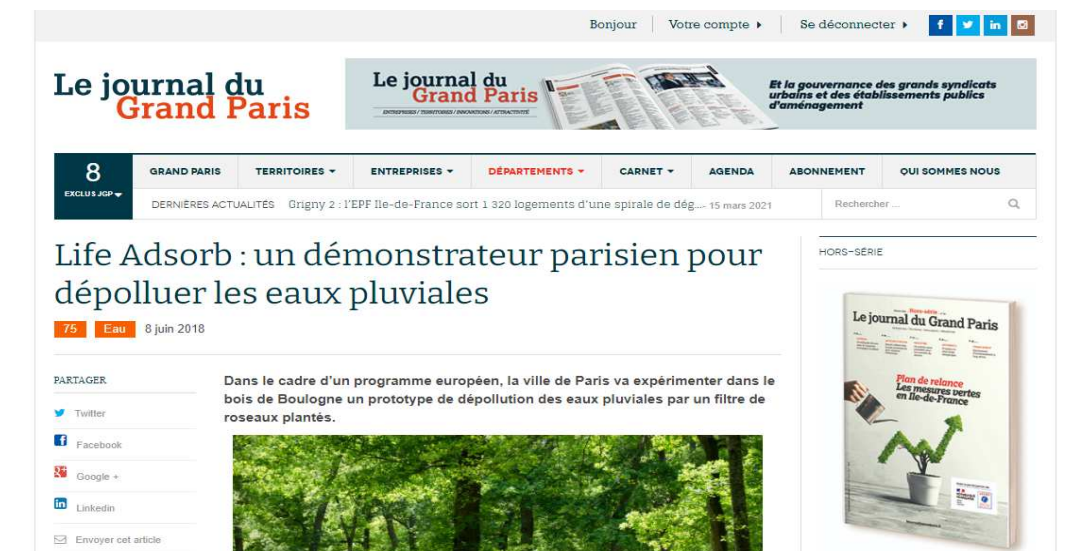 Bonjour Votre compte Se déconnecter
Le journal du
Grand Paris
Le journal du
Grand Paris
ENTREPRISES / TERRITOIRES / INNOVATIONS / ATTRACTIVITÉ
Et la gouvernance des grands syndicats
urbains et des établissements publics
d'aménagement
8
EXCLUS JGP
GRAND PARIS TERRITOIRES ENTREPRISES DÉPARTEMENTS CARNET AGENDA ABONNEMENT QUI SOMMES NOUS
DERNIÈRES ACTUALITÉS Grigny 2 : l'EPF Ile-de-France sort 1 320 logements d'une spirale de dég... - 15 mars 2021
Rechercher ...
Life Adsorb : un démonstrateur parisien pour
dépolluer les eaux pluviales
75 Eau 8 juin 2018
PARTAGER
Twitter
Facebook
Google +
Linkedin
Envoyer cet article
Dans le cadre d'un programme européen, la ville de Paris va expérimenter dans le
bois de Boulogne un prototype de dépollution des eaux pluviales par un filtre de
roseaux plantés.
HORS-SÉRIE
Hors-série
Le journal du Grand Paris
Plan de relance
Les mesures vertes
en Ile-de-France